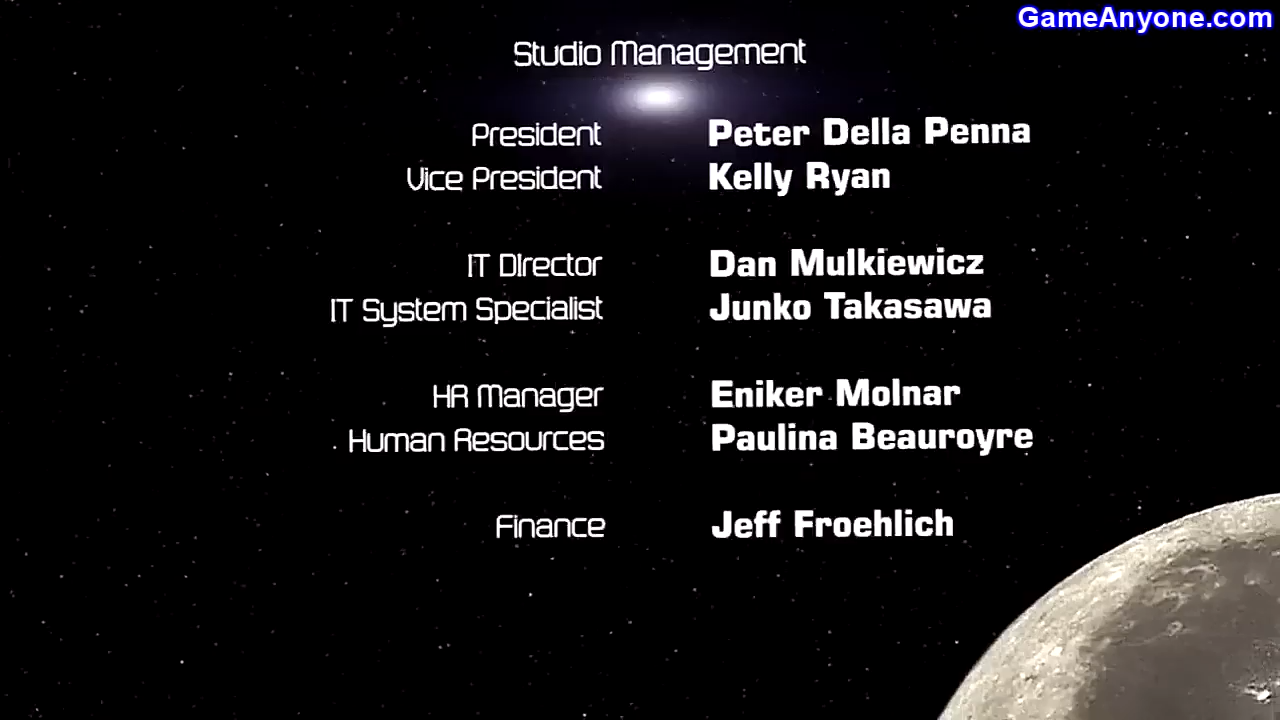 GameAnyone.com
Studio Management
President Peter Della Penna
Vice President Kelly Ryan
IT DIrector Dan Mulkiewicz
IT System Specialist Junko Takasawa
HR Manager Eniker Molnar
Human Resources Paulina Beauroyre
Finance Jeff Froehlich